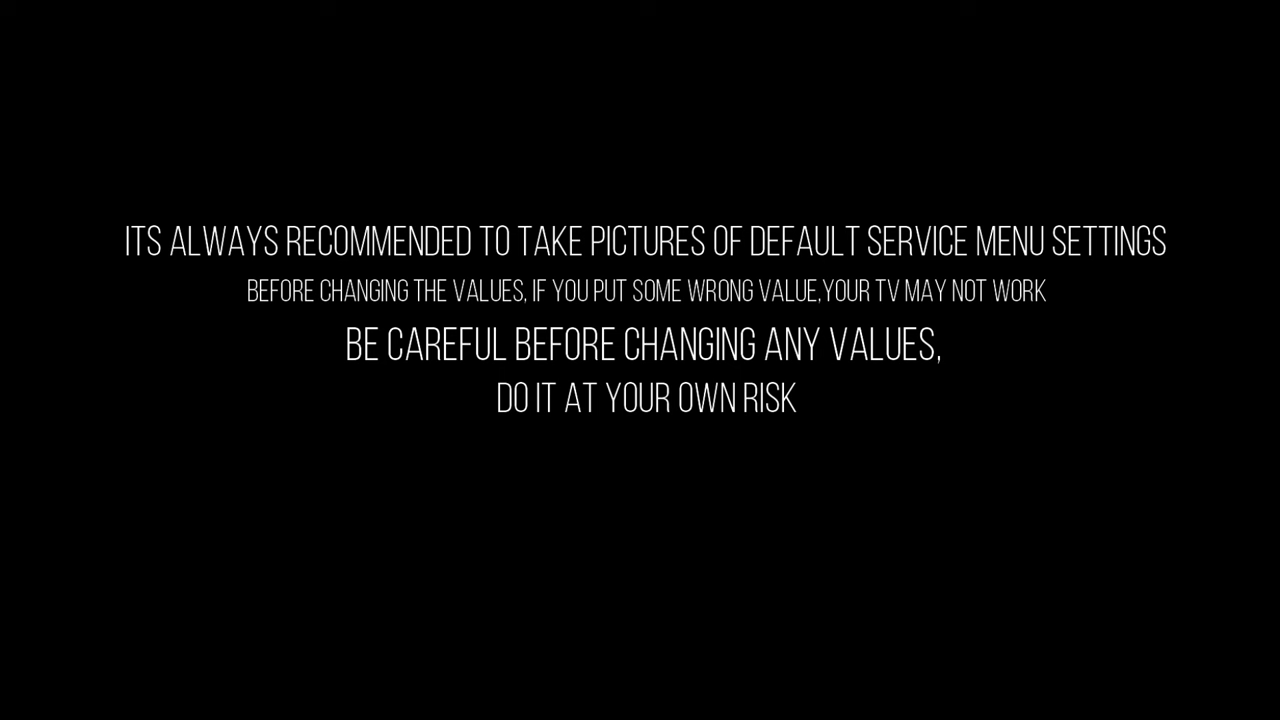 ITS ALWAYS RECOMMENDED TO TAKE PICTURES OF DEFAULT SERVICE MENU SETTINGS
BEFORE CHANGING THE VALUES, IF YOU PUT SOME WRONG VALUE,YOUR TV MAY NOT WORK
BE CAREFUL BEFORE CHANGING ANY VALUES,
DO IT AT YOUR OWN RISK